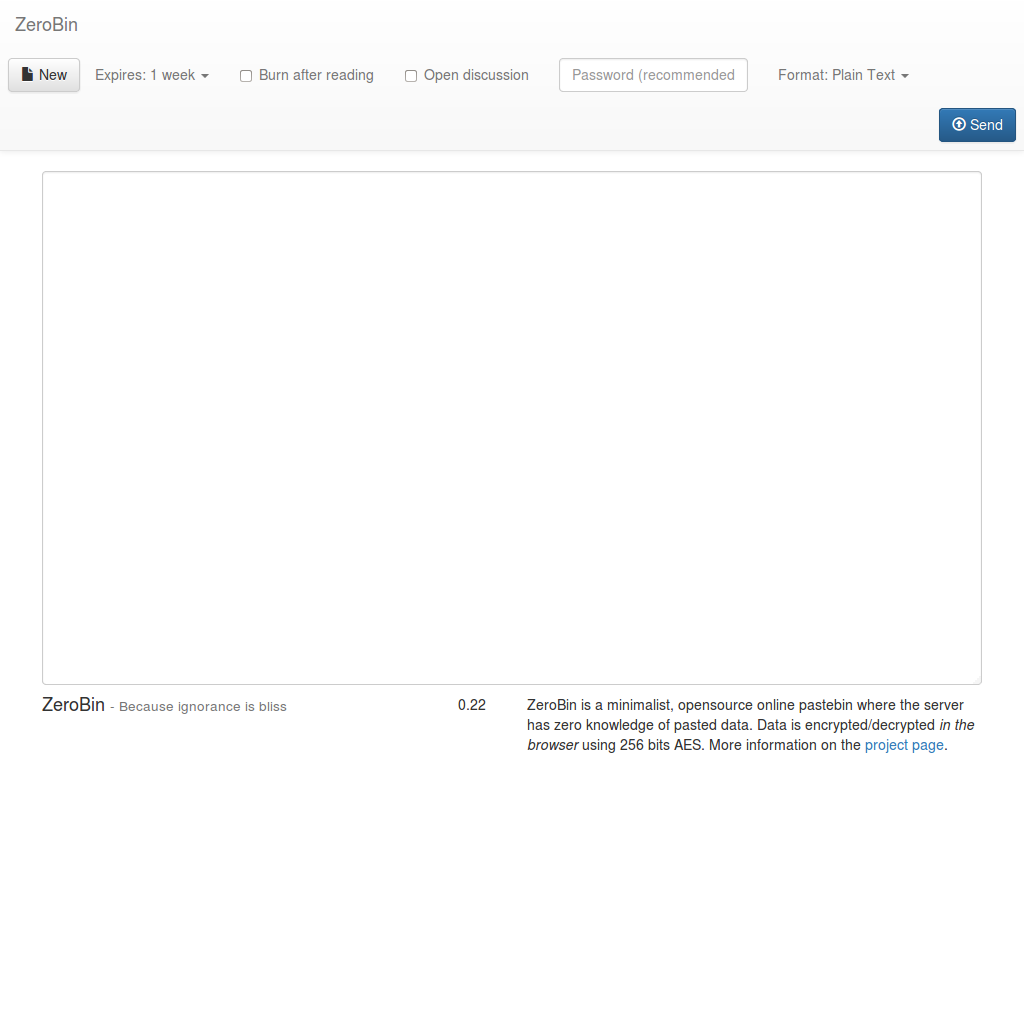 ZeroBin
New Expires: 1 week Burn after reading Open discussion Password (recommended Format: Plain Text
Send
ZeroBin - Because ignorance is bliss
0.22
ZeroBin is a minimalist, opensource online pastebin where the server
has zero knowledge of pasted data. Data is encrypted/decrypted in the
browser using 256 bits AES. More information on the project page.